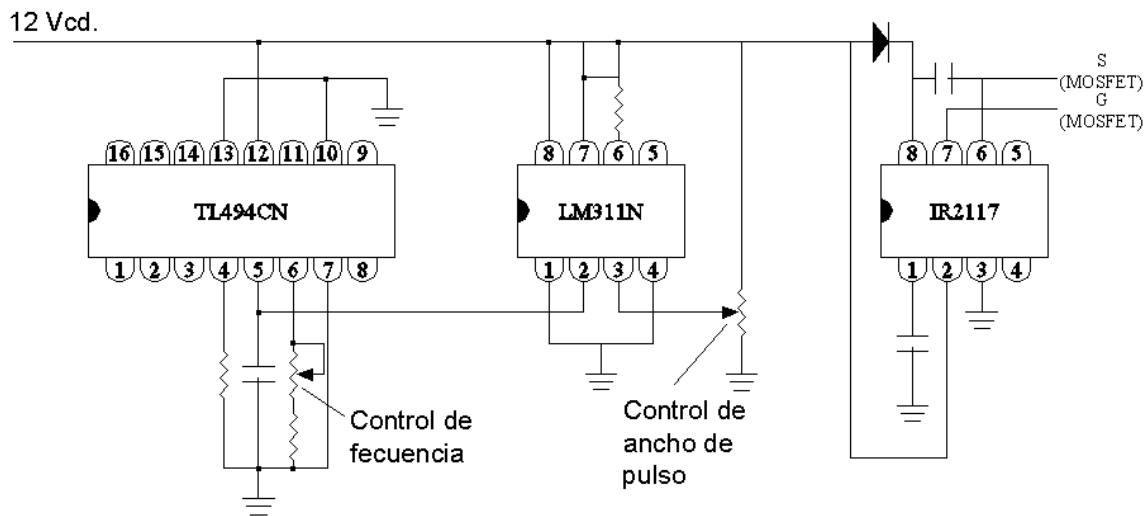 12 Vcd.
S
(MOSFET)
G
(MOSFET)
16 15 14 13 12 11 10 9
8 7 6 5
8 7 6 5
TL494CN
LM311N
IR2117
1 2 3 4 5 6 7 8
1 2 3 4
1 2 3 4
Control de
fecuencia
Control de
ancho de
pulso